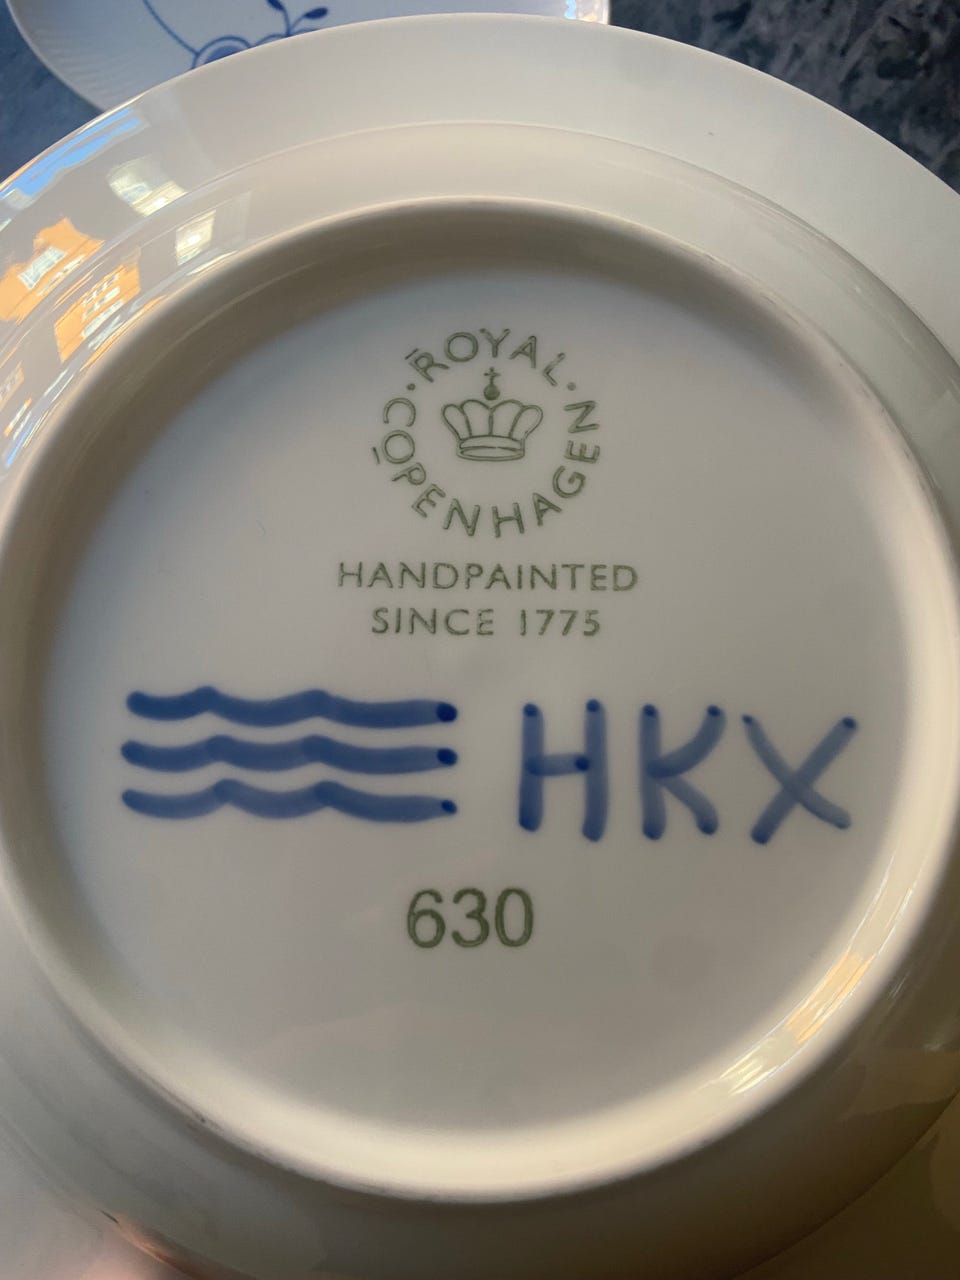 ROYAL
COPENHAGEN
HANDPAINTED
SINCE 1775
HKX
630